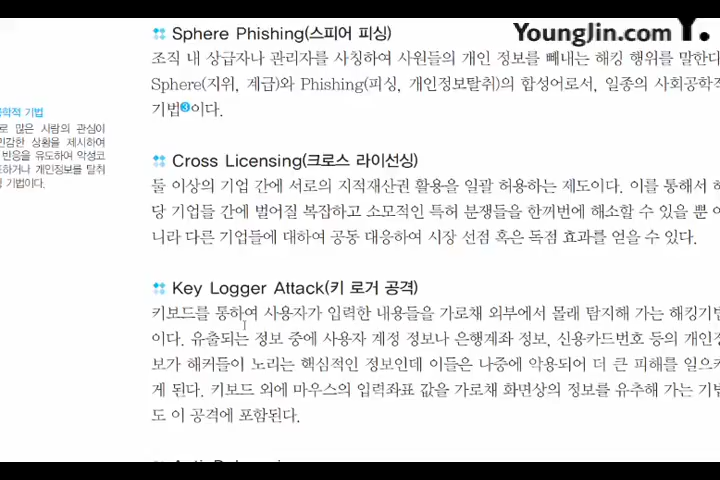 YoungJin.com Y.
Sphere Phishing(스피어 피싱)
조직 내 상급자나 관리자를 사칭하여 사원들의 개인 정보를 빼내는 해킹 행위를 말한다
Sphere(지위, 계급)와 Phishing(피싱, 개인정보탈취)의 합성어로서, 일종의 사회공학적
기법③이다.
공학적 기법
로 많은 사람의 관심이
민감한 상황을 제시하여
반응을 유도하여 악성코
포하거나 개인정보를 탈취
기법이다.
Cross Licensing(크로스 라이선싱)
둘 이상의 기업 간에 서로의 지적재산권 활용을 일괄 허용하는 제도이다. 이를 통해서 해
당 기업들 간에 벌어질 복잡하고 소모적인 특허 분쟁들을 한꺼번에 해소할 수 있을 뿐 아
니라 다른 기업들에 대하여 공동 대응하여 시장 선점 혹은 독점 효과를 얻을 수 있다.
Key Logger Attack(키 로거 공격)
키보드를 통하여 사용자가 입력한 내용들을 가로채 외부에서 몰래 탐지해 가는 해킹기법
이다. 유출되는 정보 중에 사용자 계정 정보나 은행계좌 정보, 신용카드번호 등의 개인정
보가 해커들이 노리는 핵심적인 정보인데 이들은 나중에 악용되어 더 큰 피해를 일으키
게 된다. 키보드 외에 마우스의 입력좌표 값을 가로채 화면상의 정보를 유추해 가는 기법
도 이 공격에 포함된다.